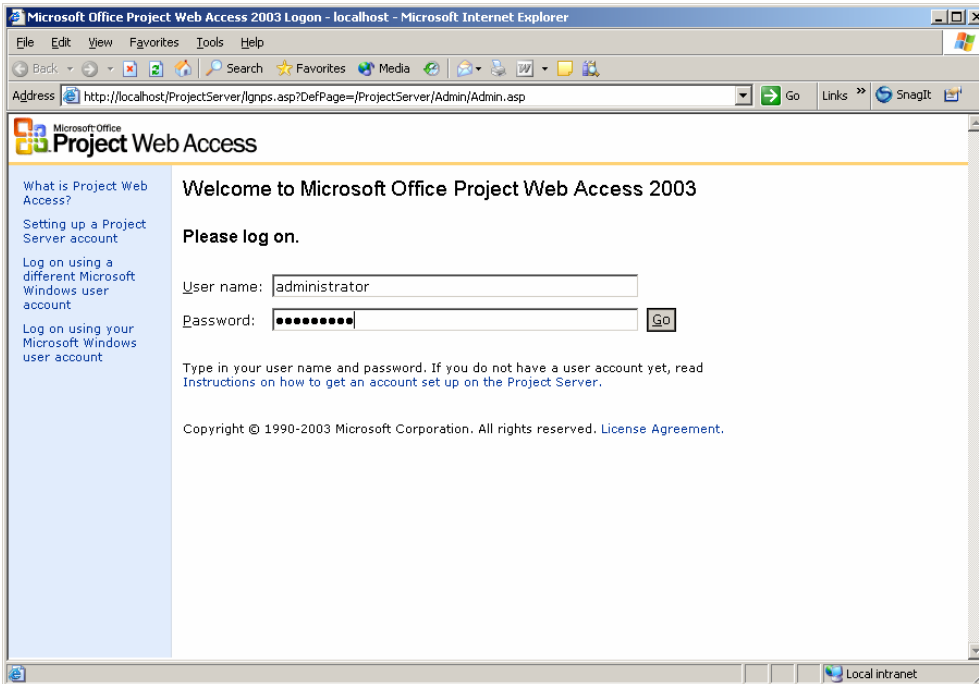 Microsoft Office Project Web Access 2003 Logon - localhost - Microsoft Internet Explorer
File Edit View Favorites Tools Help
Back Search Favorites Media
Address http://localhost/ProjectServer/lgnps.asp?DefPage=/ProjectServer/Admin/Admin.asp Go Links » SnagIt
Microsoft Office
Project Web Access
What is Project Web
Access?
Setting up a Project
Server account
Log on using a
different Microsoft
Windows user
account
Log on using your
Microsoft Windows
user account
Welcome to Microsoft Office Project Web Access 2003
Please log on.
User name: administrator
Password: ●●●●●●●●● Go
Type in your user name and password. If you do not have a user account yet, read
Instructions on how to get an account set up on the Project Server.
Copyright © 1990-2003 Microsoft Corporation. All rights reserved. License Agreement.
Local intranet